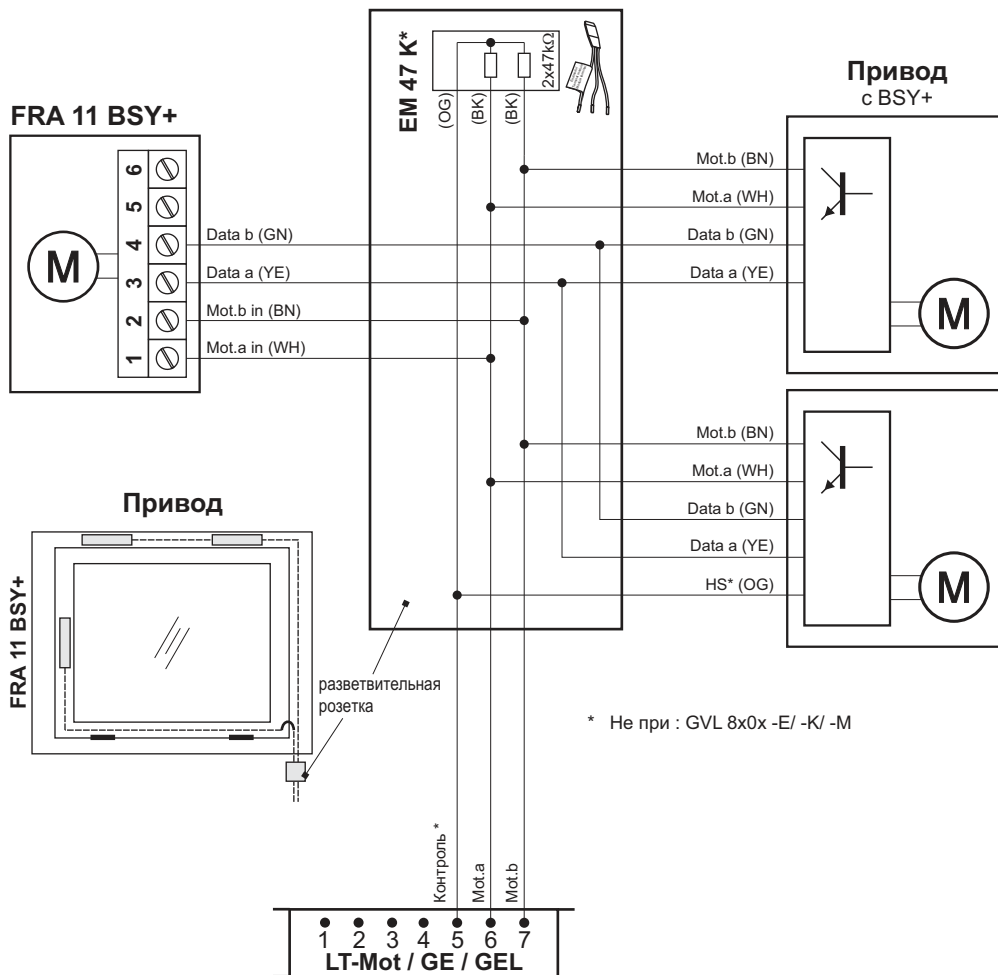 FRA 11 BSY+
6
5
4
3
2
1
M
Data b (GN)
Data a (YE)
Mot.b in (BN)
Mot.a in (WH)
EM 47 K*
2x47kΩ
(OG)
(BK)
(BK)
Привод
с BSY+
Mot.b (BN)
Mot.a (WH)
Data b (GN)
Data a (YE)
M
Mot.b (BN)
Mot.a (WH)
Data b (GN)
Data a (YE)
HS* (OG)
M
Привод
FRA 11 BSY+
разветвительная
розетка
* Не при : GVL 8x0x -E/ -K/ -M
Контроль *
Mot.a
Mot.b
1 2 3 4 5 6 7
LT-Mot / GE / GEL